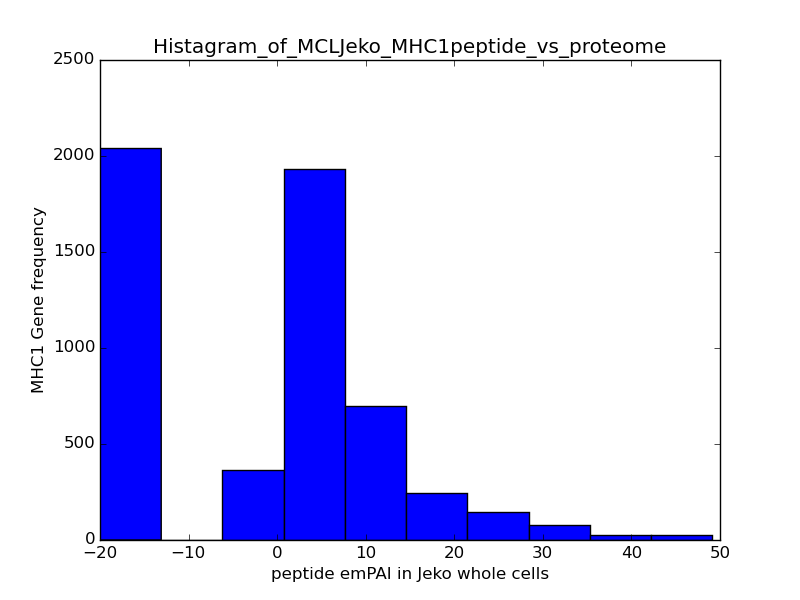 Histagram_of_MCLJeko_MHC1peptide_vs_proteome
2500
2000
1500
1000
500
0
MHC1 Gene frequency
−20 −10 0 10 20 30 40 50
peptide emPAI in Jeko whole cells